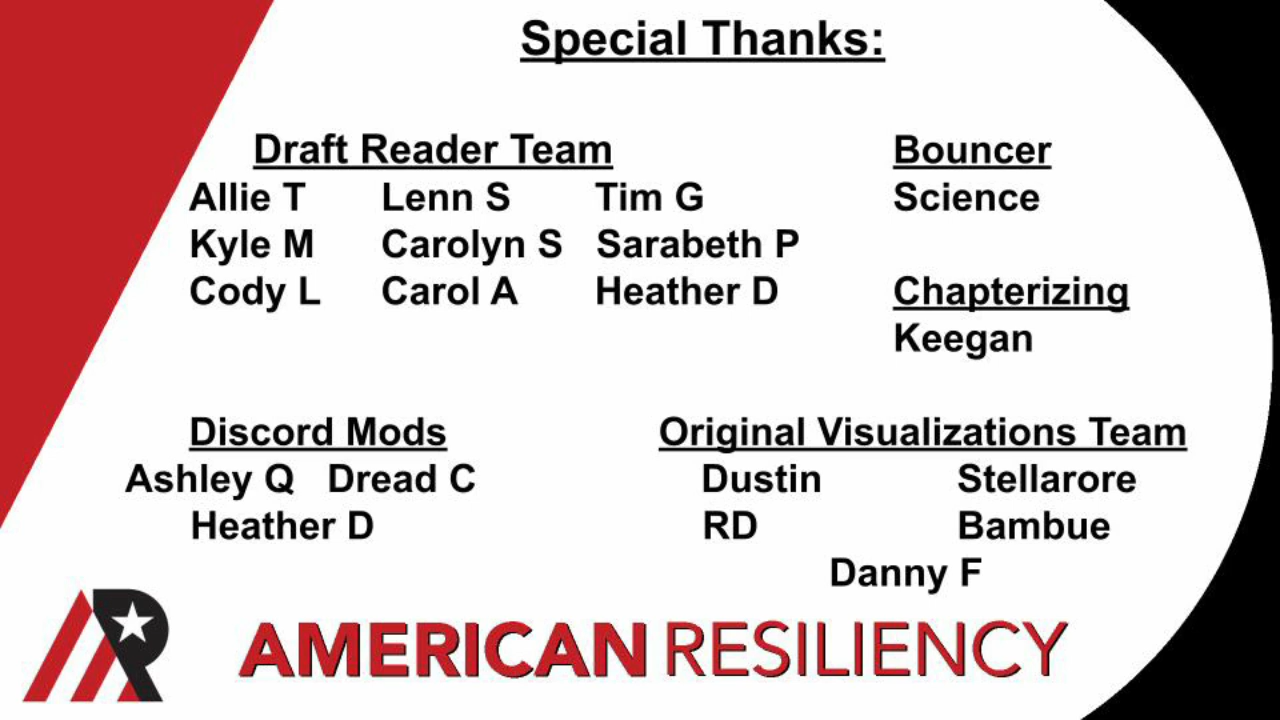 Special Thanks:
Draft Reader Team
Allie T Lenn S Tim G
Kyle M Carolyn S Sarabeth P
Cody L Carol A Heather D
Bouncer
Science
Chapterizing
Keegan
Discord Mods
Ashley Q Dread C
Heather D
Original Visualizations Team
Dustin Stellarore
RD Bambue
Danny F
AMERICAN RESILIENCY